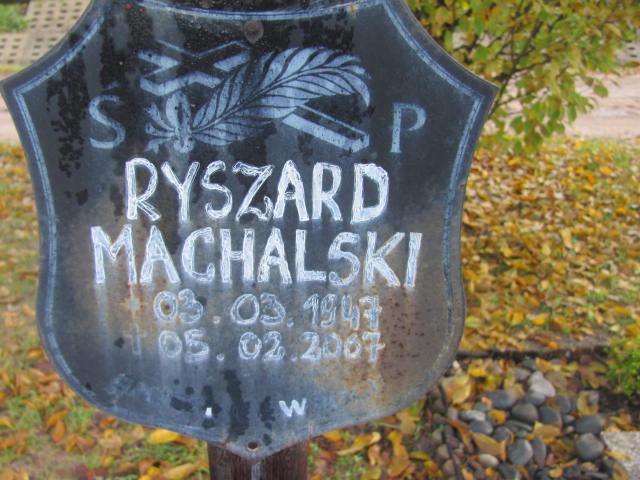 Ś P
RYSZARD
MACHALSKI
03.03.1947
05.02.2007
W